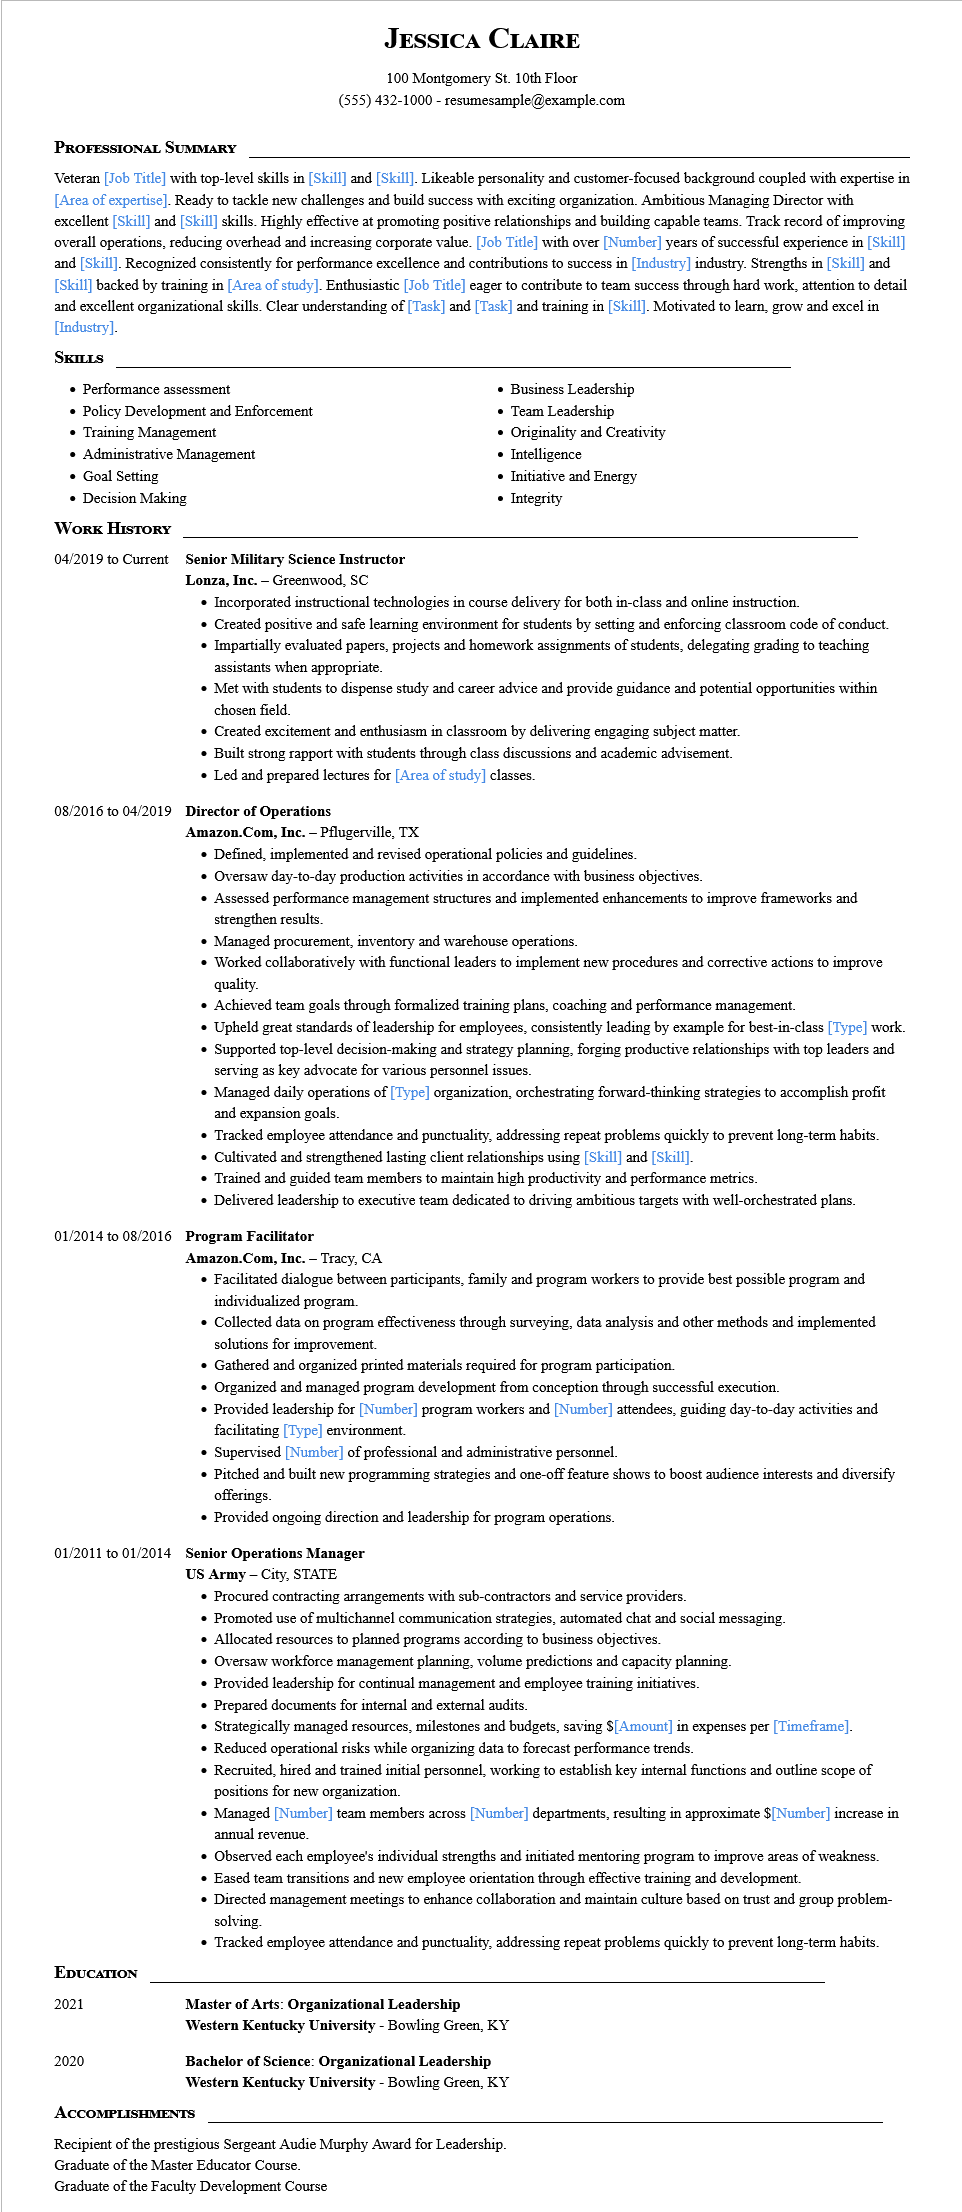 Jessica Claire
100 Montgomery St. 10th Floor
(555) 432-1000 - resumesample@example.com
Professional Summary
Veteran [Job Title] with top-level skills in [Skill] and [Skill]. Likeable personality and customer-focused background coupled with expertise in
[Area of expertise]. Ready to tackle new challenges and build success with exciting organization. Ambitious Managing Director with
excellent [Skill] and [Skill] skills. Highly effective at promoting positive relationships and building capable teams. Track record of improving
overall operations, reducing overhead and increasing corporate value. [Job Title] with over [Number] years of successful experience in [Skill]
and [Skill]. Recognized consistently for performance excellence and contributions to success in [Industry] industry. Strengths in [Skill] and
[Skill] backed by training in [Area of study]. Enthusiastic [Job Title] eager to contribute to team success through hard work, attention to detail
and excellent organizational skills. Clear understanding of [Task] and [Task] and training in [Skill]. Motivated to learn, grow and excel in
[Industry].
Skills
• Performance assessment
• Policy Development and Enforcement
• Training Management
• Administrative Management
• Goal Setting
• Decision Making
• Business Leadership
• Team Leadership
• Originality and Creativity
• Intelligence
• Initiative and Energy
• Integrity
Work History
04/2019 to Current Senior Military Science Instructor
Lonza, Inc. – Greenwood, SC
• Incorporated instructional technologies in course delivery for both in-class and online instruction.
• Created positive and safe learning environment for students by setting and enforcing classroom code of conduct.
• Impartially evaluated papers, projects and homework assignments of students, delegating grading to teaching
assistants when appropriate.
• Met with students to dispense study and career advice and provide guidance and potential opportunities within
chosen field.
• Created excitement and enthusiasm in classroom by delivering engaging subject matter.
• Built strong rapport with students through class discussions and academic advisement.
• Led and prepared lectures for [Area of study] classes.
08/2016 to 04/2019 Director of Operations
Amazon.Com, Inc. – Pflugerville, TX
• Defined, implemented and revised operational policies and guidelines.
• Oversaw day-to-day production activities in accordance with business objectives.
• Assessed performance management structures and implemented enhancements to improve frameworks and
strengthen results.
• Managed procurement, inventory and warehouse operations.
• Worked collaboratively with functional leaders to implement new procedures and corrective actions to improve
quality.
• Achieved team goals through formalized training plans, coaching and performance management.
• Upheld great standards of leadership for employees, consistently leading by example for best-in-class [Type] work.
• Supported top-level decision-making and strategy planning, forging productive relationships with top leaders and
serving as key advocate for various personnel issues.
• Managed daily operations of [Type] organization, orchestrating forward-thinking strategies to accomplish profit
and expansion goals.
• Tracked employee attendance and punctuality, addressing repeat problems quickly to prevent long-term habits.
• Cultivated and strengthened lasting client relationships using [Skill] and [Skill].
• Trained and guided team members to maintain high productivity and performance metrics.
• Delivered leadership to executive team dedicated to driving ambitious targets with well-orchestrated plans.
01/2014 to 08/2016 Program Facilitator
Amazon.Com, Inc. – Tracy, CA
• Facilitated dialogue between participants, family and program workers to provide best possible program and
individualized program.
• Collected data on program effectiveness through surveying, data analysis and other methods and implemented
solutions for improvement.
• Gathered and organized printed materials required for program participation.
• Organized and managed program development from conception through successful execution.
• Provided leadership for [Number] program workers and [Number] attendees, guiding day-to-day activities and
facilitating [Type] environment.
• Supervised [Number] of professional and administrative personnel.
• Pitched and built new programming strategies and one-off feature shows to boost audience interests and diversify
offerings.
• Provided ongoing direction and leadership for program operations.
01/2011 to 01/2014 Senior Operations Manager
US Army – City, STATE
• Procured contracting arrangements with sub-contractors and service providers.
• Promoted use of multichannel communication strategies, automated chat and social messaging.
• Allocated resources to planned programs according to business objectives.
• Oversaw workforce management planning, volume predictions and capacity planning.
• Provided leadership for continual management and employee training initiatives.
• Prepared documents for internal and external audits.
• Strategically managed resources, milestones and budgets, saving $[Amount] in expenses per [Timeframe].
• Reduced operational risks while organizing data to forecast performance trends.
• Recruited, hired and trained initial personnel, working to establish key internal functions and outline scope of
positions for new organization.
• Managed [Number] team members across [Number] departments, resulting in approximate $[Number] increase in
annual revenue.
• Observed each employee's individual strengths and initiated mentoring program to improve areas of weakness.
• Eased team transitions and new employee orientation through effective training and development.
• Directed management meetings to enhance collaboration and maintain culture based on trust and group problem-
solving.
• Tracked employee attendance and punctuality, addressing repeat problems quickly to prevent long-term habits.
Education
2021 Master of Arts: Organizational Leadership
Western Kentucky University - Bowling Green, KY
2020 Bachelor of Science: Organizational Leadership
Western Kentucky University - Bowling Green, KY
Accomplishments
Recipient of the prestigious Sergeant Audie Murphy Award for Leadership.
Graduate of the Master Educator Course.
Graduate of the Faculty Development Course